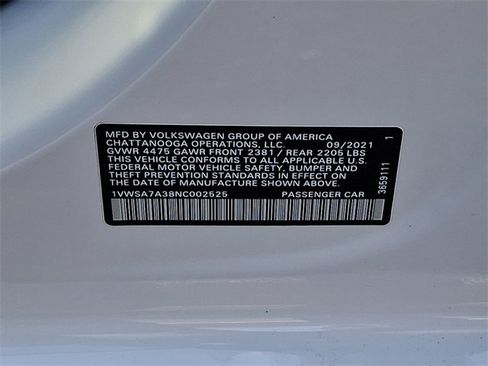 MFD BY VOLKSWAGEN GROUP OF AMERICA
CHATTANOOGA OPERATIONS, LLC. 09/2021
GVWR 4475 GAWR FRONT 2381 / REAR 2205 LBS
THIS VEHICLE CONFORMS TO ALL APPLICABLE U.S.
FEDERAL MOTOR VEHICLE SAFETY, BUMPER AND
THEFT PREVENTION STANDARDS IN EFFECT ON
THE DATE OF MANUFACTURE SHOWN ABOVE
1VWSA7A38NC002525 PASSENGER CAR
3659111 1